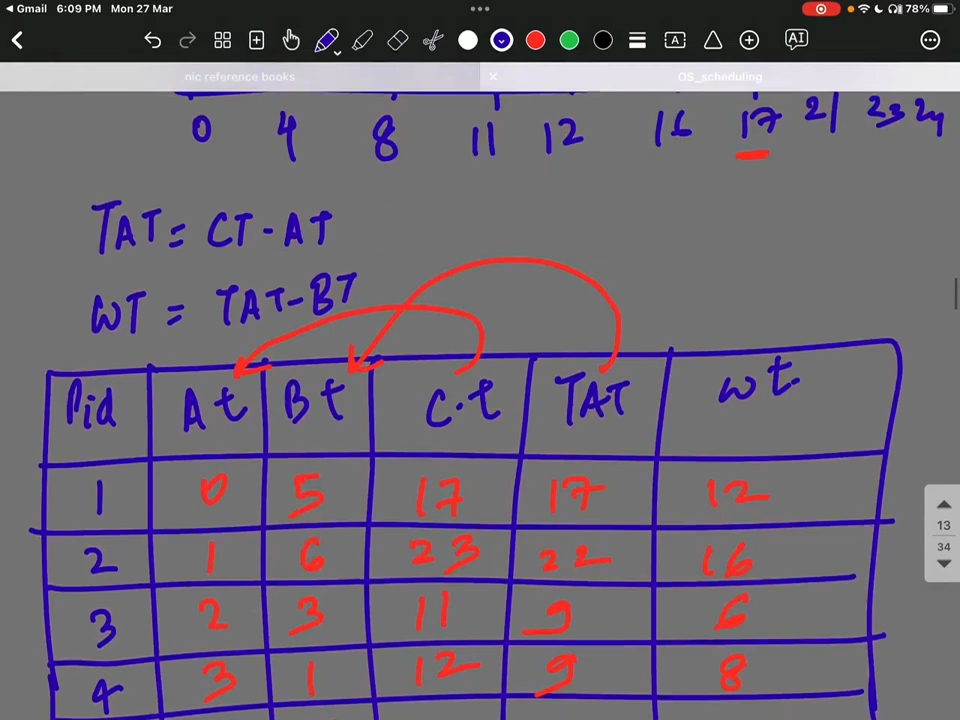 Gmail 6:09 PM Mon 27 Mar 78%
A AI
nic reference books OS_scheduling
0 4 8 11 12 16 17 21 23 24
TAT = CT - AT
WT = TAT - BT
Pid At Bt C.t TAT wt.
1 0 5 17 17 12
2 1 6 23 22 16
3 2 3 11 9 6
4 3 1 12 9 8
13
34